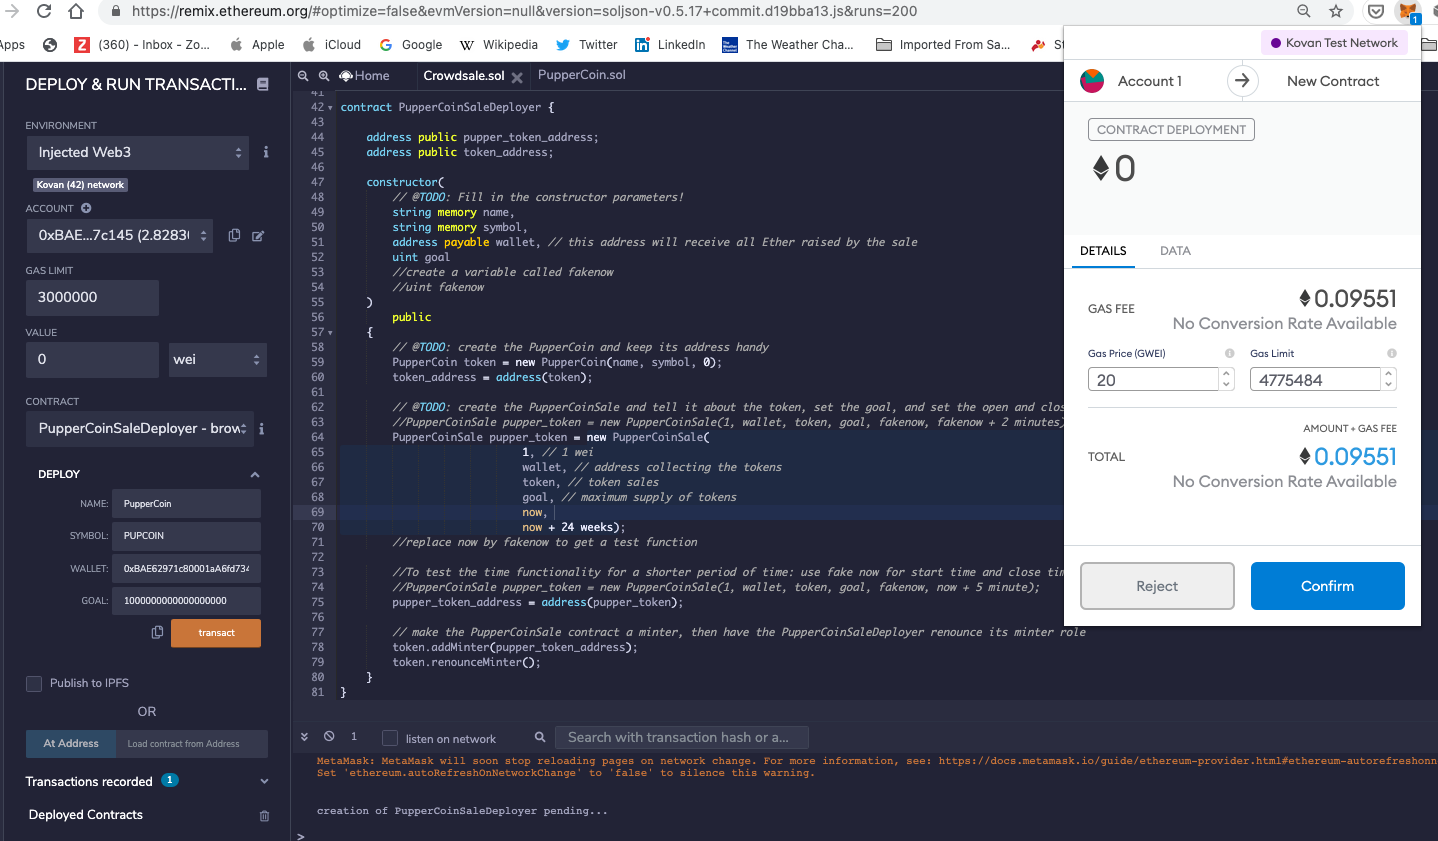 https://remix.ethereum.org/#optimize=false&evmVersion=null&version=soljson-v0.5.17+commit.d19bba13.js&runs=200
1
Apps
(360) - Inbox - Zo...
Apple
iCloud
Google
Wikipedia
Twitter
LinkedIn
The Weather Cha...
Imported From Sa...
DEPLOY & RUN TRANSACTI...
ENVIRONMENT
Injected Web3
Kovan (42) network
ACCOUNT
0xBAE...7c145 (2.8283
GAS LIMIT
3000000
VALUE
0
wei
CONTRACT
PupperCoinSaleDeployer - brow
DEPLOY
NAME: PupperCoin
SYMBOL: PUPCOIN
WALLET: 0xBAE62971c80001aA6fd734
GOAL: 1000000000000000000
transact
Publish to IPFS
OR
At Address
Load contract from Address
Transactions recorded 1
Deployed Contracts
Home
Crowdsale.sol
PupperCoin.sol
41
42 contract PupperCoinSaleDeployer {
43
44 address public pupper_token_address;
45 address public token_address;
46
47 constructor(
48 // @TODO: Fill in the constructor parameters!
49 string memory name,
50 string memory symbol,
51 address payable wallet, // this address will receive all Ether raised by the sale
52 uint goal
53 //create a variable called fakenow
54 //uint fakenow
55 )
56 public
57 {
58 // @TODO: create the PupperCoin and keep its address handy
59 PupperCoin token = new PupperCoin(name, symbol, 0);
60 token_address = address(token);
61
62 // @TODO: create the PupperCoinSale and tell it about the token, set the goal, and set the open and clos
63 //PupperCoinSale pupper_token = new PupperCoinSale(1, wallet, token, goal, fakenow, fakenow + 2 minutes)
64 PupperCoinSale pupper_token = new PupperCoinSale(
65 1, // 1 wei
66 wallet, // address collecting the tokens
67 token, // token sales
68 goal, // maximum supply of tokens
69 now,
70 now + 24 weeks);
71 //replace now by fakenow to get a test function
72
73 //To test the time functionality for a shorter period of time: use fake now for start time and close tim
74 //PupperCoinSale pupper_token = new PupperCoinSale(1, wallet, token, goal, fakenow, now + 5 minute);
75 pupper_token_address = address(pupper_token);
76
77 // make the PupperCoinSale contract a minter, then have the PupperCoinSaleDeployer renounce its minter role
78 token.addMinter(pupper_token_address);
79 token.renounceMinter();
80 }
81 }
1
listen on network
Search with transaction hash or a...
MetaMask: MetaMask will soon stop reloading pages on network change. For more information, see: https://docs.metamask.io/guide/ethereum-provider.html#ethereum-autorefreshonn
Set 'ethereum.autoRefreshOnNetworkChange' to 'false' to silence this warning.
creation of PupperCoinSaleDeployer pending...
>
Kovan Test Network
Account 1
New Contract
CONTRACT DEPLOYMENT
0
DETAILS
DATA
GAS FEE
0.09551
No Conversion Rate Available
Gas Price (GWEI)
Gas Limit
20
4775484
AMOUNT + GAS FEE
TOTAL
0.09551
No Conversion Rate Available
Reject
Confirm